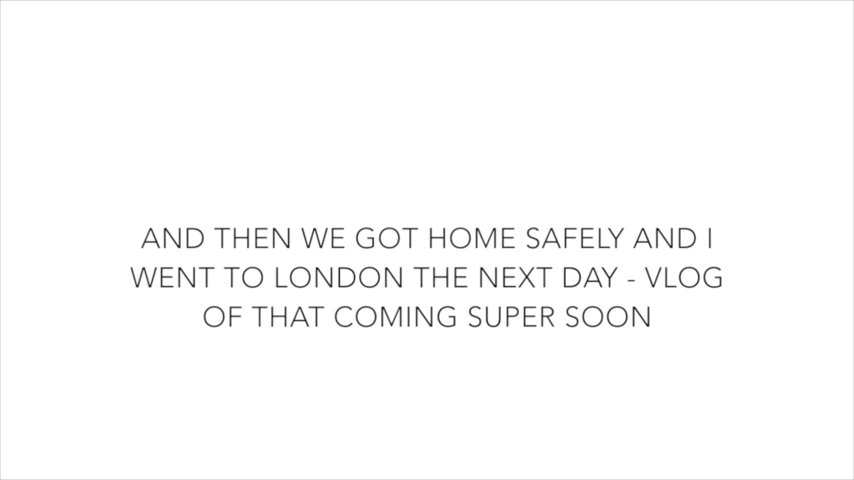 AND THEN WE GOT HOME SAFELY AND I
WENT TO LONDON THE NEXT DAY - VLOG
OF THAT COMING SUPER SOON